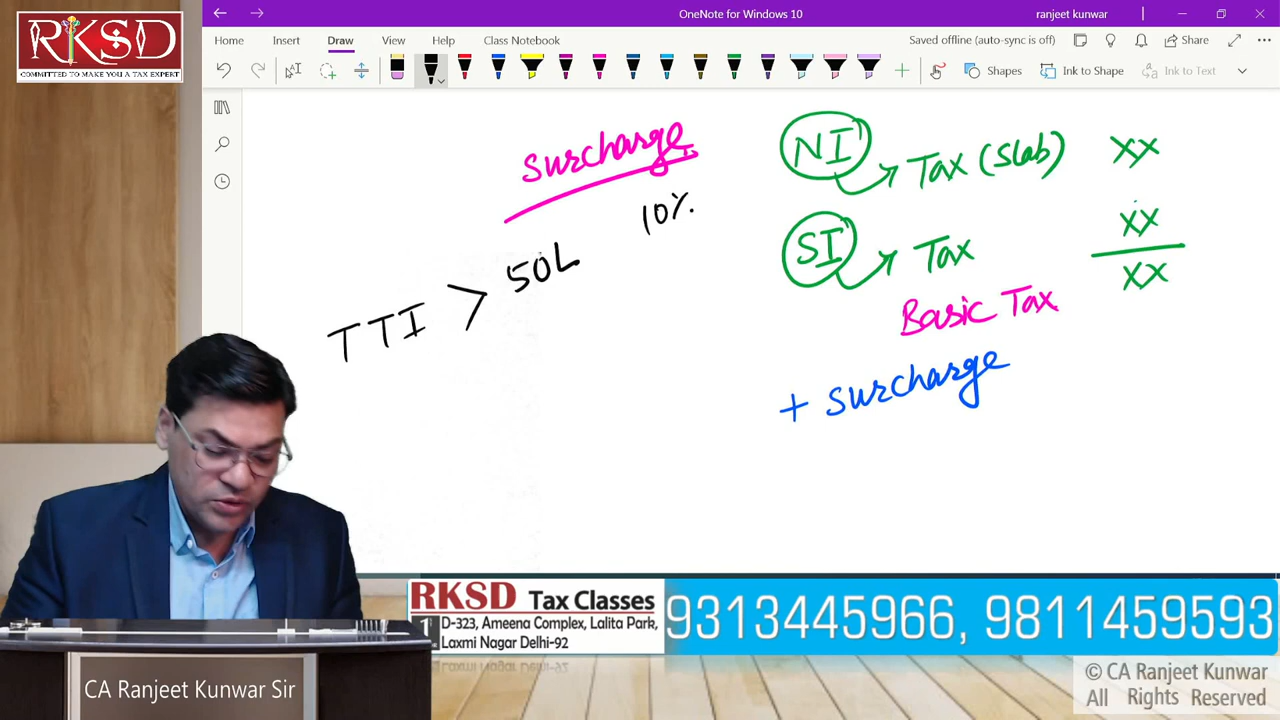 RKSD
COMMITTED TO MAKE YOU A TAX EXPERT
OneNote for Windows 10
ranjeet kunwar
Home Insert Draw View Help Class Notebook
Saved offline (auto-sync is off)
Share
Shapes
Ink to Shape
Ink to Text
Surcharge
10%
TTI > 50L
NI → Tax (Slab) XX
SI → Tax XX
XX
Basic Tax
+ Surcharge
RKSD Tax Classes
D-323, Ameena Complex, Lalita Park,
Laxmi Nagar Delhi-92
9313445966, 9811459593
CA Ranjeet Kunwar Sir
© CA Ranjeet Kunwar
All Rights Reserved